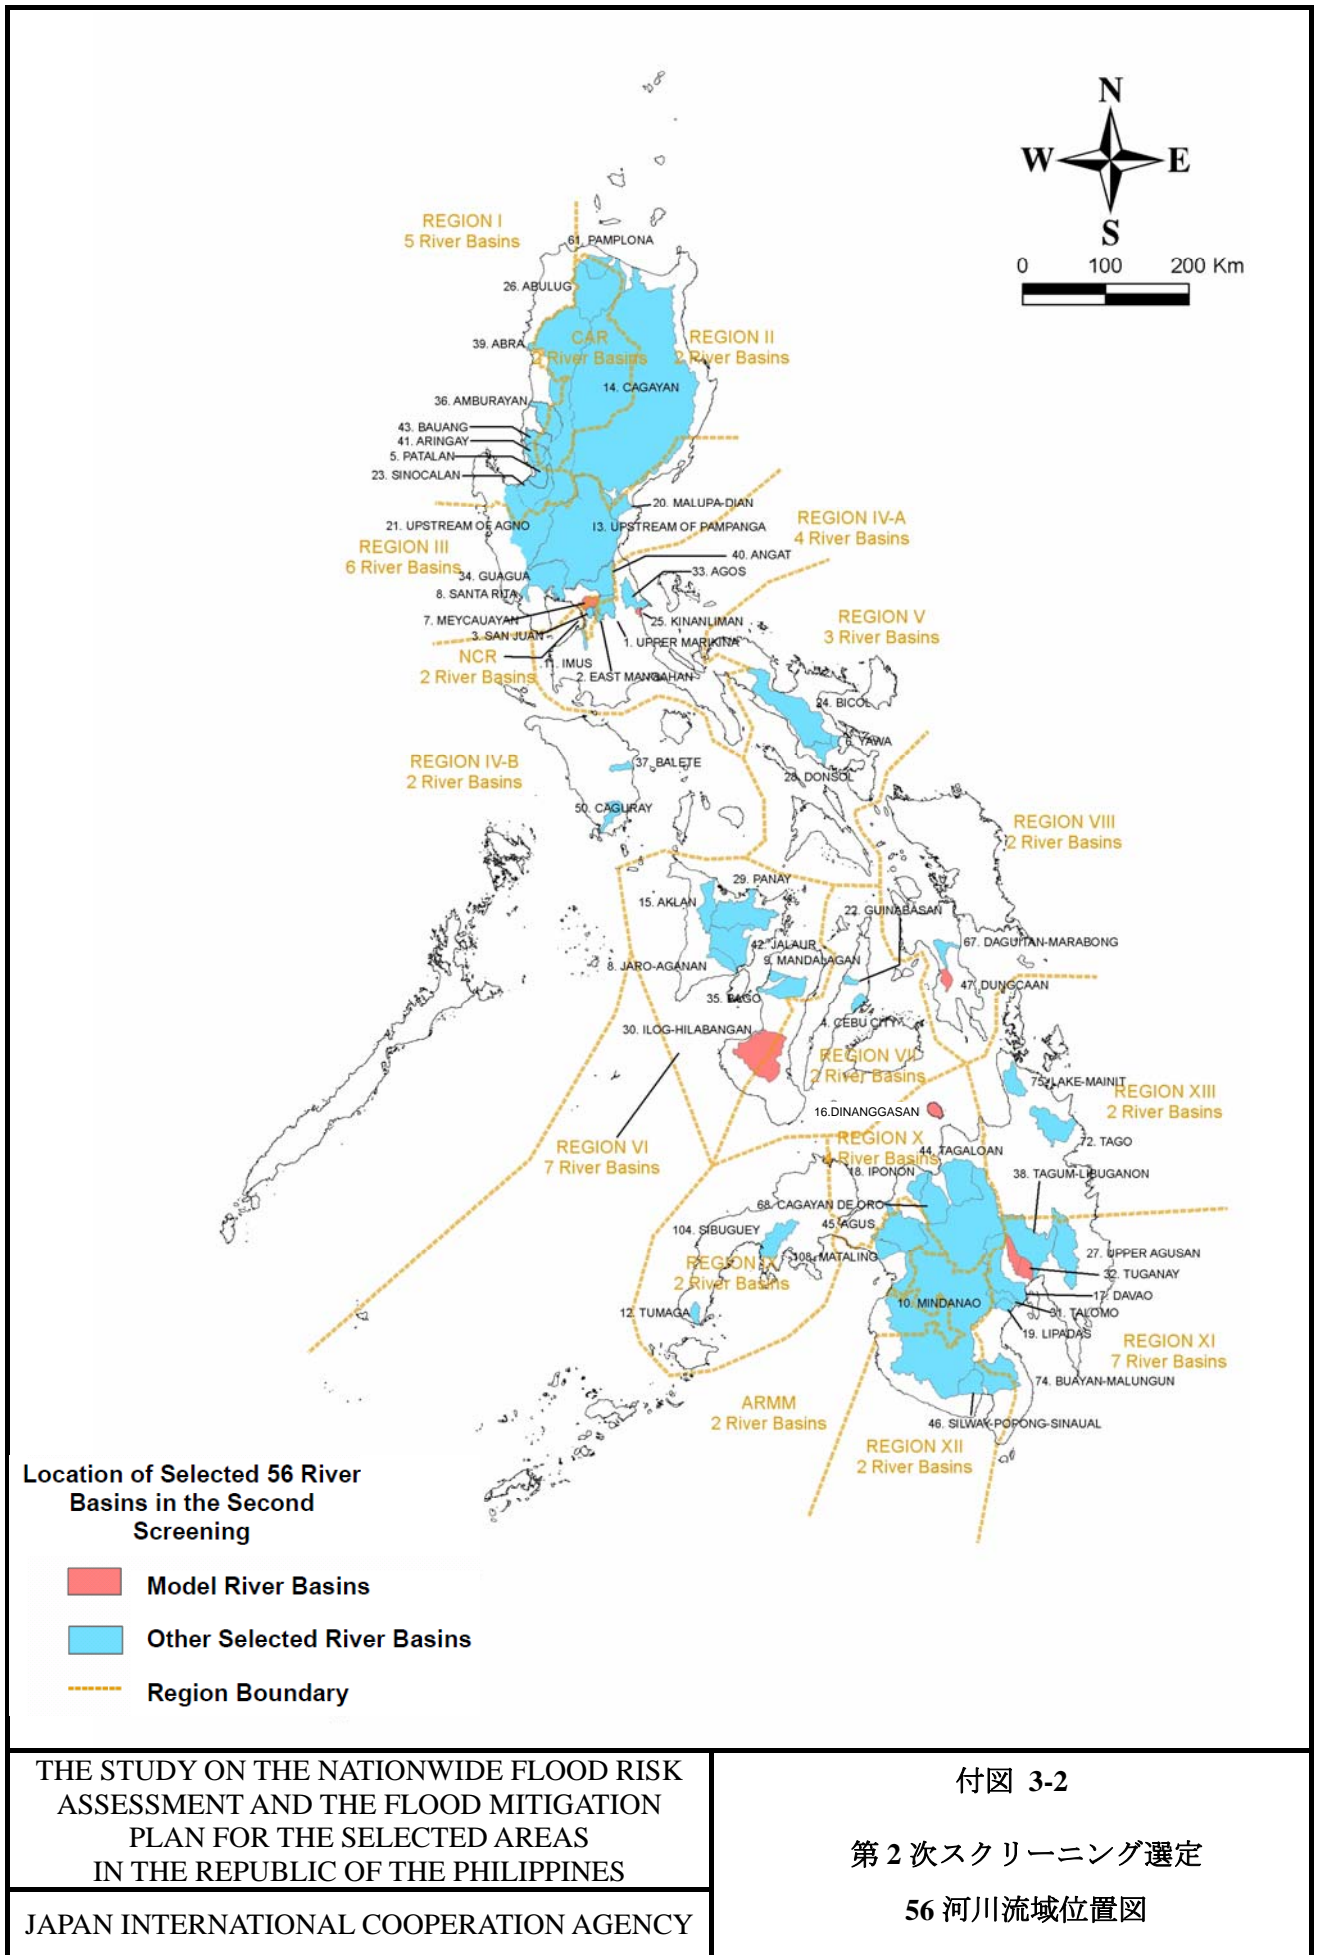 N
W E
S
0 100 200 Km
REGION I
5 River Basins
61. PAMPLONA
26. ABULUG
39. ABRA
CAR
2 River Basins
REGION II
2 River Basins
14. CAGAYAN
36. AMBURAYAN
43. BAUANG
41. ARINGAY
5. PATALAN
23. SINOCALAN
20. MALUPA-DIAN
21. UPSTREAM OF AGNO
13. UPSTREAM OF PAMPANGA
REGION IV-A
4 River Basins
REGION III
6 River Basins
40. ANGAT
33. AGOS
34. GUAGUA
8. SANTA RITA
7. MEYCAUAYAN
25. KINANLIMAN
3. SAN JUAN
1. UPPER MARIKINA
REGION V
3 River Basins
NCR
2 River Basins
11. IMUS
2. EAST MANGAHAN
24. BICOL
6. YAWA
28. DONSOL
REGION IV-B
2 River Basins
37. BALETE
50. CAGURAY
REGION VIII
2 River Basins
29. PANAY
15. AKLAN
22. GUINABASAN
42. JALAUR
67. DAGUITAN-MARABONG
9. MANDALAGAN
8. JARO-AGANAN
47. DUNGCAAN
35. BAGO
4. CEBU CITY
30. ILOG-HILABANGAN
REGION VII
2 River Basins
75. LAKE-MAINIT
REGION XIII
2 River Basins
16.DINANGGASAN
REGION VI
7 River Basins
REGION X
River Basins
44. TAGALOAN
72. TAGO
18. IPONON
38. TAGUM-LIBUGANON
68. CAGAYAN DE ORO
45. AGUS
104. SIBUGUEY
108. MATALING
27. UPPER AGUSAN
REGION IX
2 River Basins
32. TUGANAY
17. DAVAO
10. MINDANAO
31. TALOMO
12. TUMAGA
19. LIPADAS
REGION XI
7 River Basins
74. BUAYAN-MALUNGUN
ARMM
2 River Basins
46. SILWAY-POPONG-SINAUAL
REGION XII
2 River Basins
Location of Selected 56 River
Basins in the Second
Screening
Model River Basins
Other Selected River Basins
Region Boundary
THE STUDY ON THE NATIONWIDE FLOOD RISK
ASSESSMENT AND THE FLOOD MITIGATION
PLAN FOR THE SELECTED AREAS
IN THE REPUBLIC OF THE PHILIPPINES
JAPAN INTERNATIONAL COOPERATION AGENCY
付図 3-2
第 2 次スクリーニング選定
56 河川流域位置図